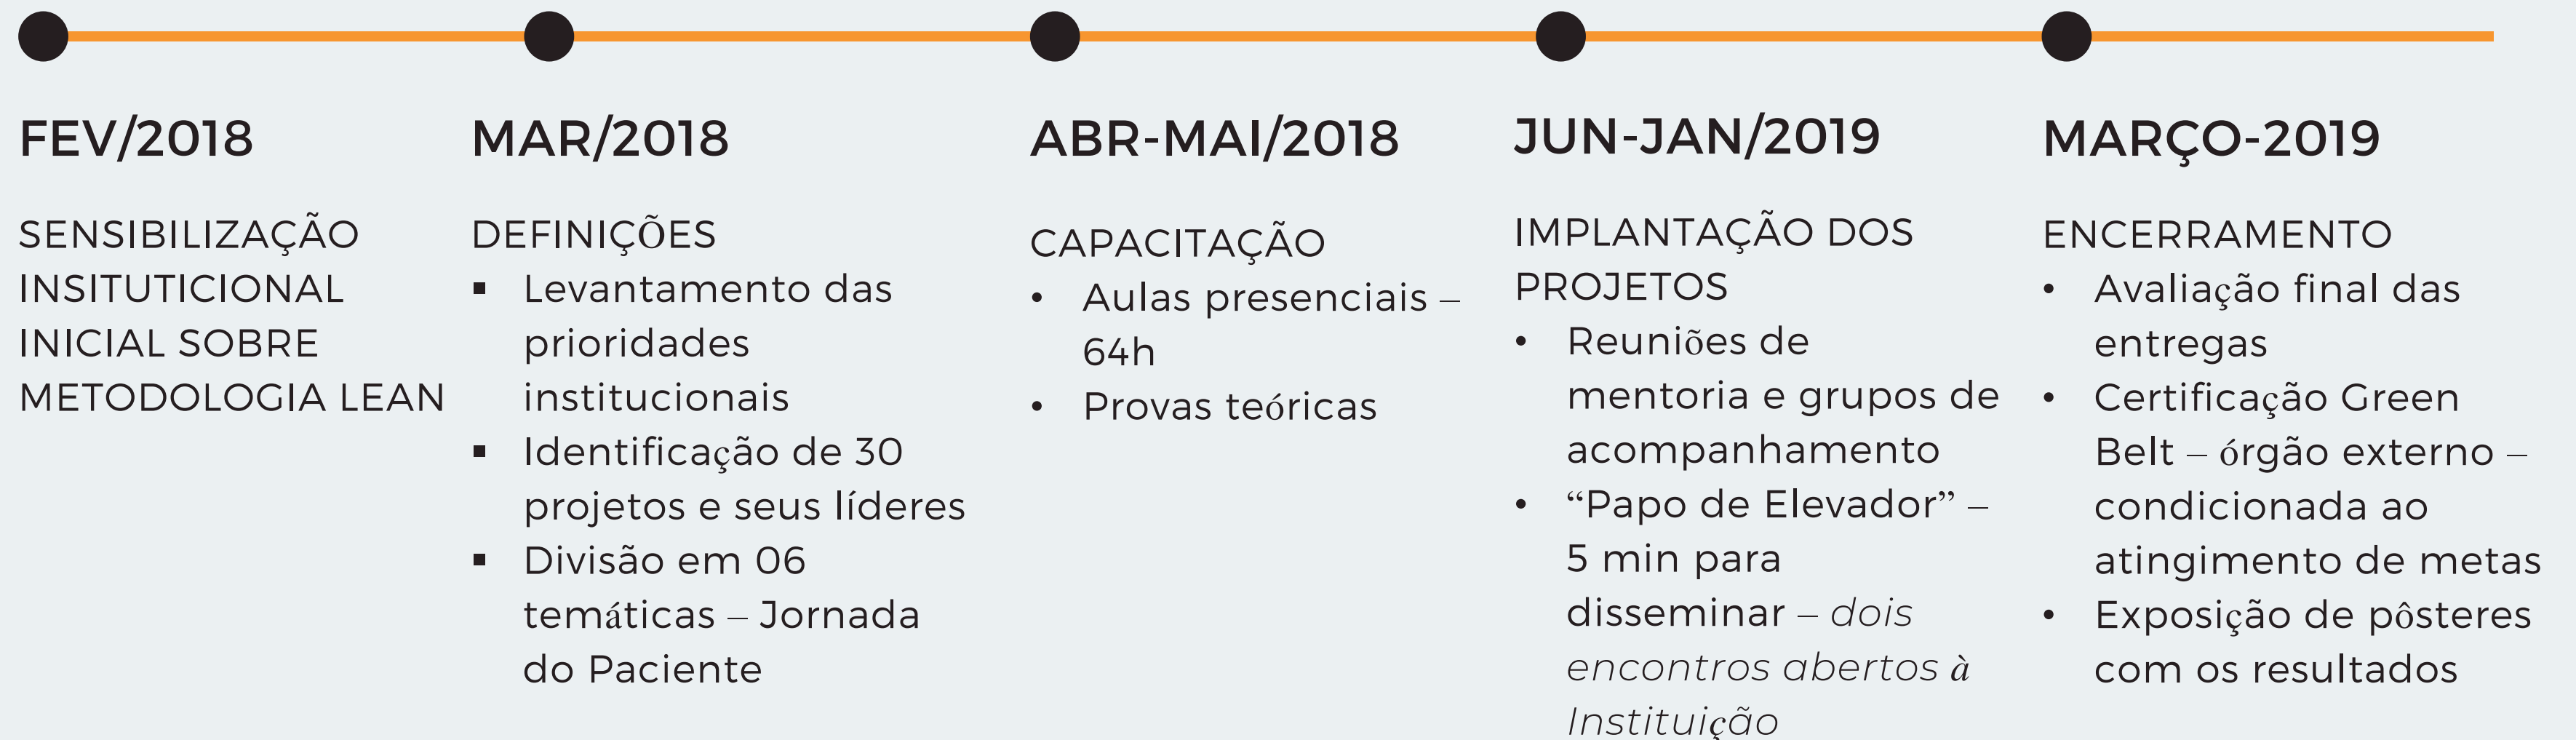 FEV/2018
SENSIBILIZAÇÃO
INSITUTICIONAL
INICIAL SOBRE
METODOLOGIA LEAN
MAR/2018
DEFINIÇÕES
▪ Levantamento das
prioridades
institucionais
▪ Identificação de 30
projetos e seus líderes
▪ Divisão em 06
temáticas – Jornada
do Paciente
ABR-MAI/2018
CAPACITAÇÃO
• Aulas presenciais –
64h
• Provas teóricas
JUN-JAN/2019
IMPLANTAÇÃO DOS
PROJETOS
• Reuniões de
mentoria e grupos de
acompanhamento
• “Papo de Elevador” –
5 min para
disseminar – dois
encontros abertos à
Instituição
MARÇO-2019
ENCERRAMENTO
• Avaliação final das
entregas
• Certificação Green
Belt – órgão externo –
condicionada ao
atingimento de metas
• Exposição de pôsteres
com os resultados